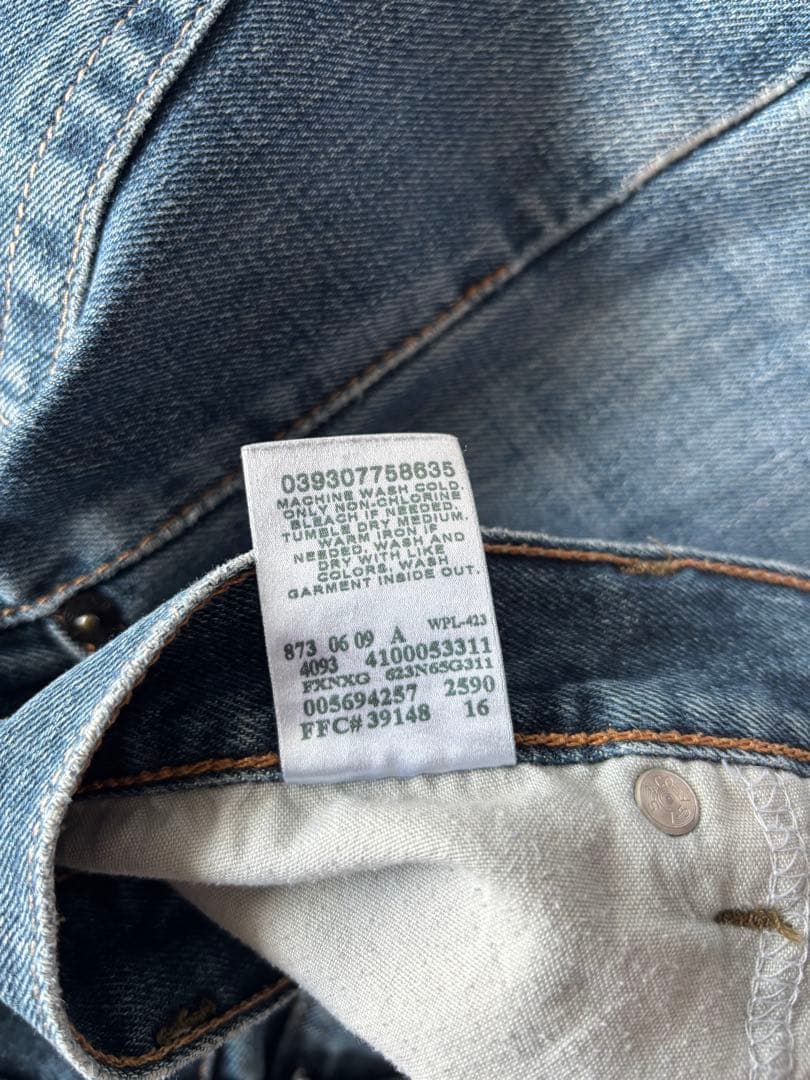 039307758635
MACHINE WASH COLD.
ONLY NON-CHLORINE
BLEACH IF NEEDED.
TUMBLE DRY MEDIUM.
WARM IRON IF
NEEDED. WASH AND
DRY WITH LIKE
COLORS. WASH
GARMENT INSIDE OUT.
WPL-423
873 06 09 A
4093 4100053311
FXNXG 623N65G311
005694257 2590
FFC# 39148 16